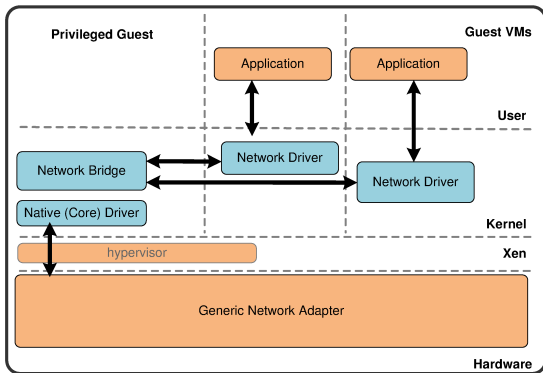 Privileged Guest
Guest VMs
Application
Application
User
Network Bridge
Network Driver
Network Driver
Native (Core) Driver
Kernel
hypervisor
Xen
Generic Network Adapter
Hardware